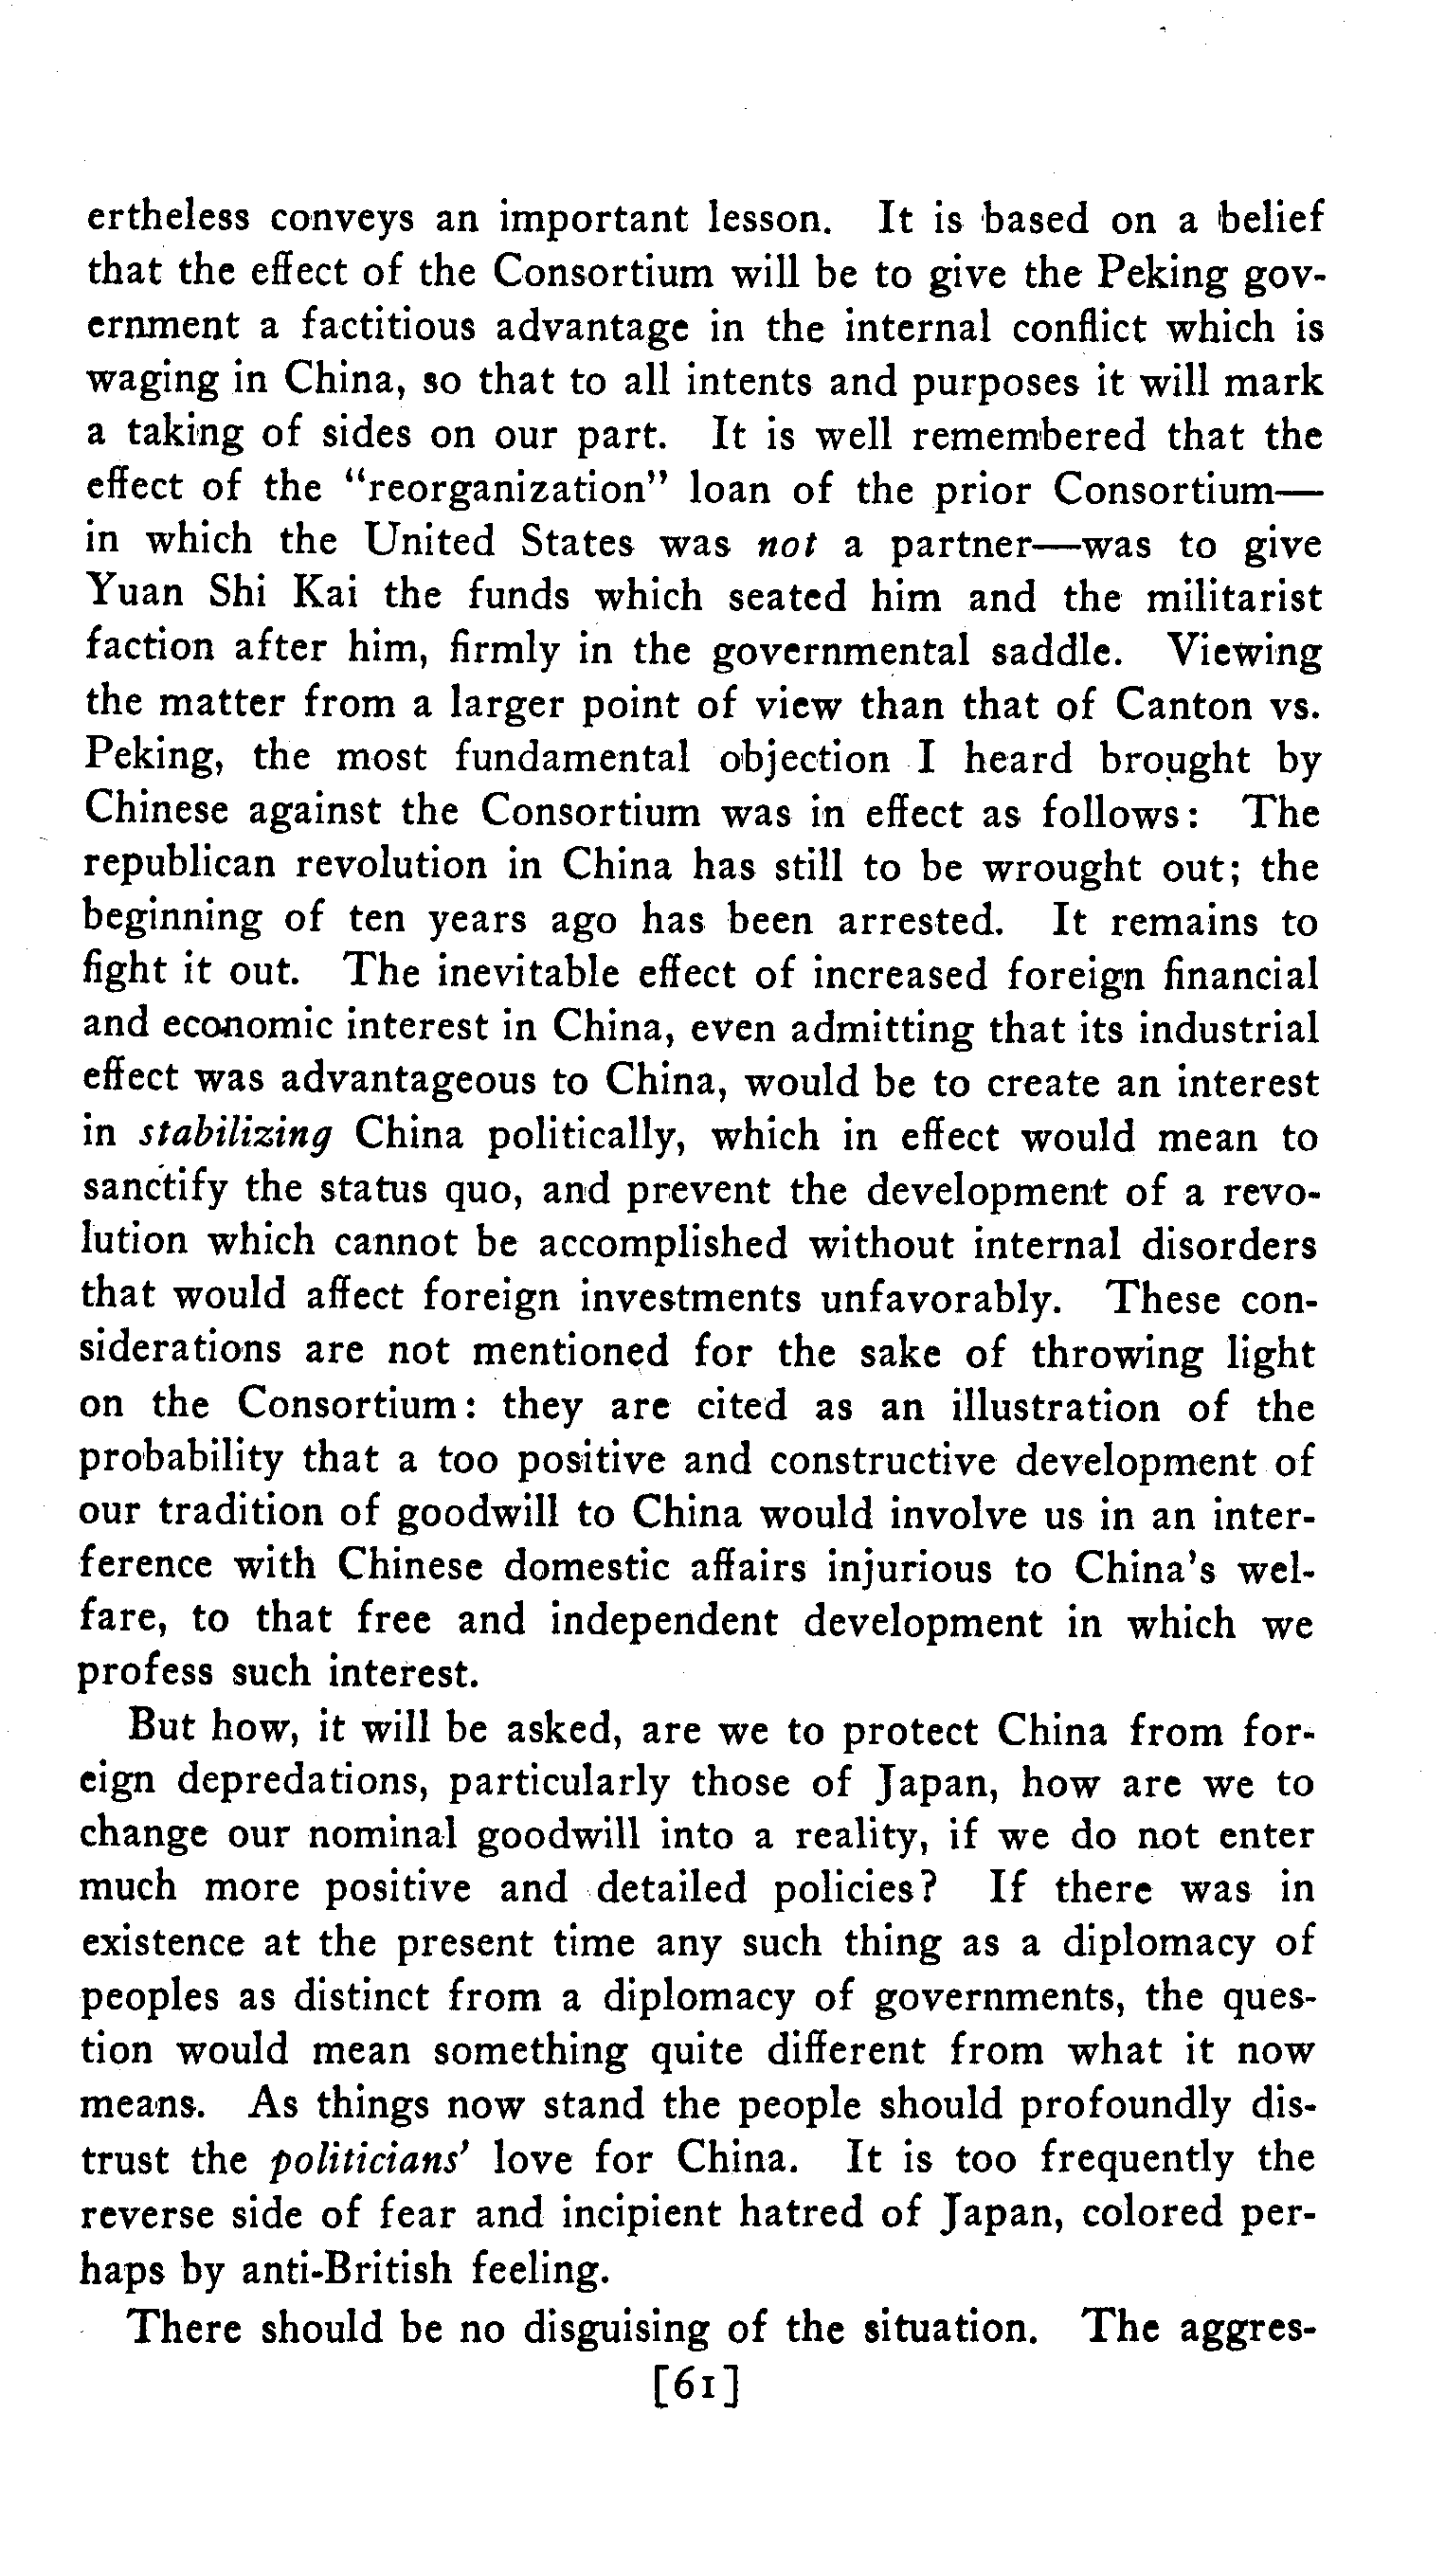 ertheless conveys an important lesson. It is based on a belief
that the effect of the Consortium will be to give the Peking gov-
ernment a factitious advantage in the internal conflict which is
waging in China, so that to all intents and purposes it will mark
a taking of sides on our part. It is well remembered that the
effect of the "reorganization" loan of the prior Consortium—
in which the United States was not a partner—was to give
Yuan Shi Kai the funds which seated him and the militarist
faction after him, firmly in the governmental saddle. Viewing
the matter from a larger point of view than that of Canton vs.
Peking, the most fundamental objection I heard brought by
Chinese against the Consortium was in effect as follows: The
republican revolution in China has still to be wrought out; the
beginning of ten years ago has been arrested. It remains to
fight it out. The inevitable effect of increased foreign financial
and economic interest in China, even admitting that its industrial
effect was advantageous to China, would be to create an interest
in stabilizing China politically, which in effect would mean to
sanctify the status quo, and prevent the development of a revo-
lution which cannot be accomplished without internal disorders
that would affect foreign investments unfavorably. These con-
siderations are not mentioned for the sake of throwing light
on the Consortium: they are cited as an illustration of the
probability that a too positive and constructive development of
our tradition of goodwill to China would involve us in an inter-
ference with Chinese domestic affairs injurious to China's wel-
fare, to that free and independent development in which we
profess such interest.
But how, it will be asked, are we to protect China from for-
eign depredations, particularly those of Japan, how are we to
change our nominal goodwill into a reality, if we do not enter
much more positive and detailed policies? If there was in
existence at the present time any such thing as a diplomacy of
peoples as distinct from a diplomacy of governments, the ques-
tion would mean something quite different from what it now
means. As things now stand the people should profoundly dis-
trust the politicians' love for China. It is too frequently the
reverse side of fear and incipient hatred of Japan, colored per-
haps by anti-British feeling.
There should be no disguising of the situation. The aggres-
[61]